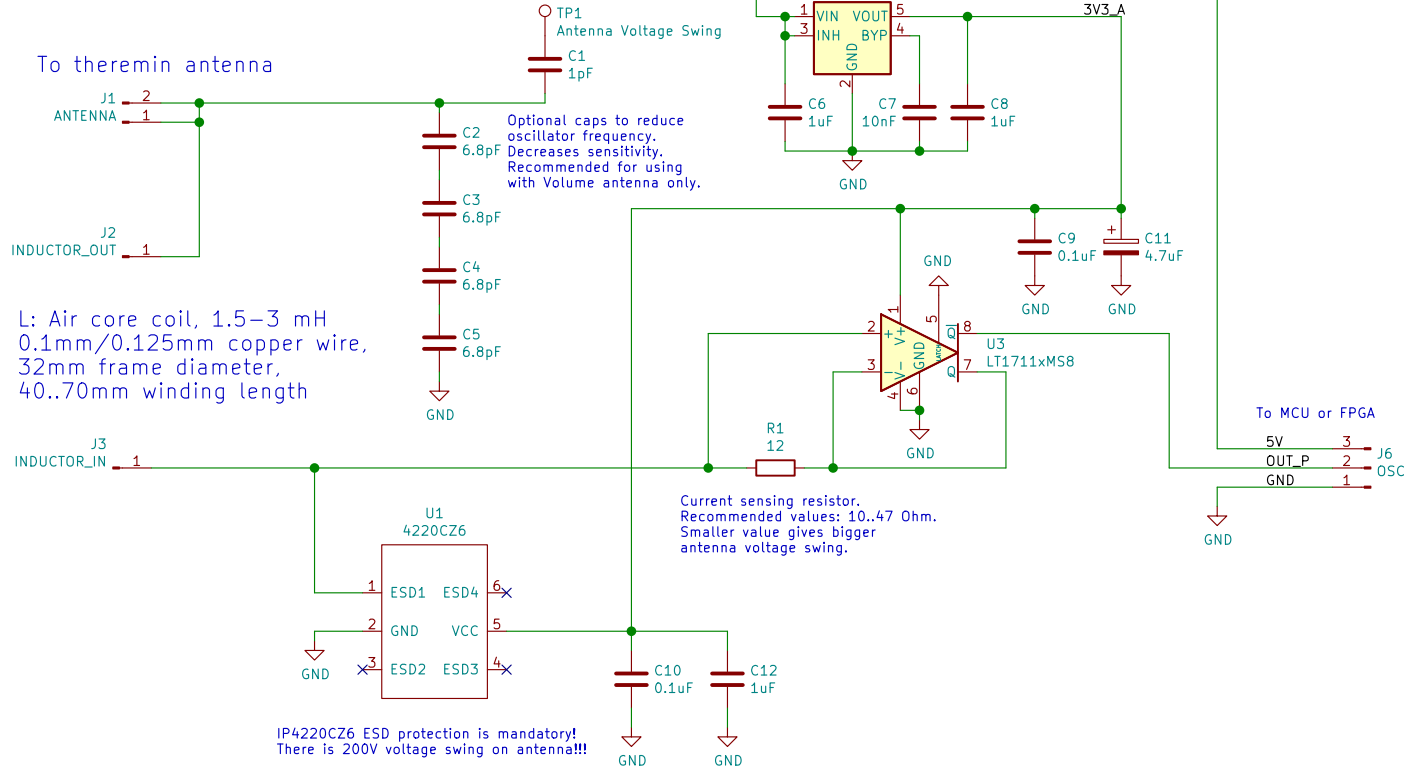 TP1
Antenna Voltage Swing
C1
1pF
To theremin antenna
J1
ANTENNA
2
1
J2
INDUCTOR_OUT
1
C2
6.8pF
C3
6.8pF
C4
6.8pF
C5
6.8pF
GND
Optional caps to reduce
oscillator frequency.
Decreases sensitivity.
Recommended for using
with Volume antenna only.
1
VIN
VOUT
5
3
INH
BYP
4
GND
2
3V3_A
C6
1uF
C7
10nF
C8
1uF
GND
L: Air core coil, 1.5-3 mH
0.1mm/0.125mm copper wire,
32mm frame diameter,
40..70mm winding length
C9
0.1uF
GND
+
C11
4.7uF
GND
GND
1
5
2
+
V+
LATCH
Q
8
3
-
V-
GND
Q
7
4
6
U3
LT1711xMS8
GND
J3
INDUCTOR_IN
1
R1
12
Current sensing resistor.
Recommended values: 10..47 Ohm.
Smaller value gives bigger
antenna voltage swing.
To MCU or FPGA
5V
3
OUT_P
2
GND
1
J6
OSC
GND
U1
4220CZ6
1
ESD1
ESD4
6
2
GND
VCC
5
3
ESD2
ESD3
4
GND
C10
0.1uF
GND
C12
1uF
GND
IP4220CZ6 ESD protection is mandatory!
There is 200V voltage swing on antenna!!!